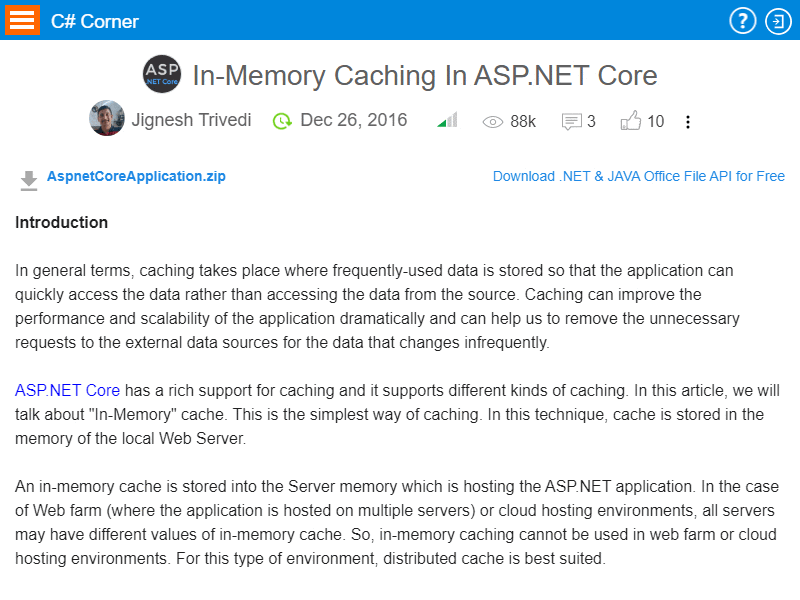 C# Corner
?
ASP
.NET Core
In-Memory Caching In ASP.NET Core
Jignesh Trivedi Dec 26, 2016 88k 3 10
AspnetCoreApplication.zip Download .NET & JAVA Office File API for Free
Introduction
In general terms, caching takes place where frequently-used data is stored so that the application can
quickly access the data rather than accessing the data from the source. Caching can improve the
performance and scalability of the application dramatically and can help us to remove the unnecessary
requests to the external data sources for the data that changes infrequently.
ASP.NET Core has a rich support for caching and it supports different kinds of caching. In this article, we will
talk about "In-Memory" cache. This is the simplest way of caching. In this technique, cache is stored in the
memory of the local Web Server.
An in-memory cache is stored into the Server memory which is hosting the ASP.NET application. In the case
of Web farm (where the application is hosted on multiple servers) or cloud hosting environments, all servers
may have different values of in-memory cache. So, in-memory caching cannot be used in web farm or cloud
hosting environments. For this type of environment, distributed cache is best suited.